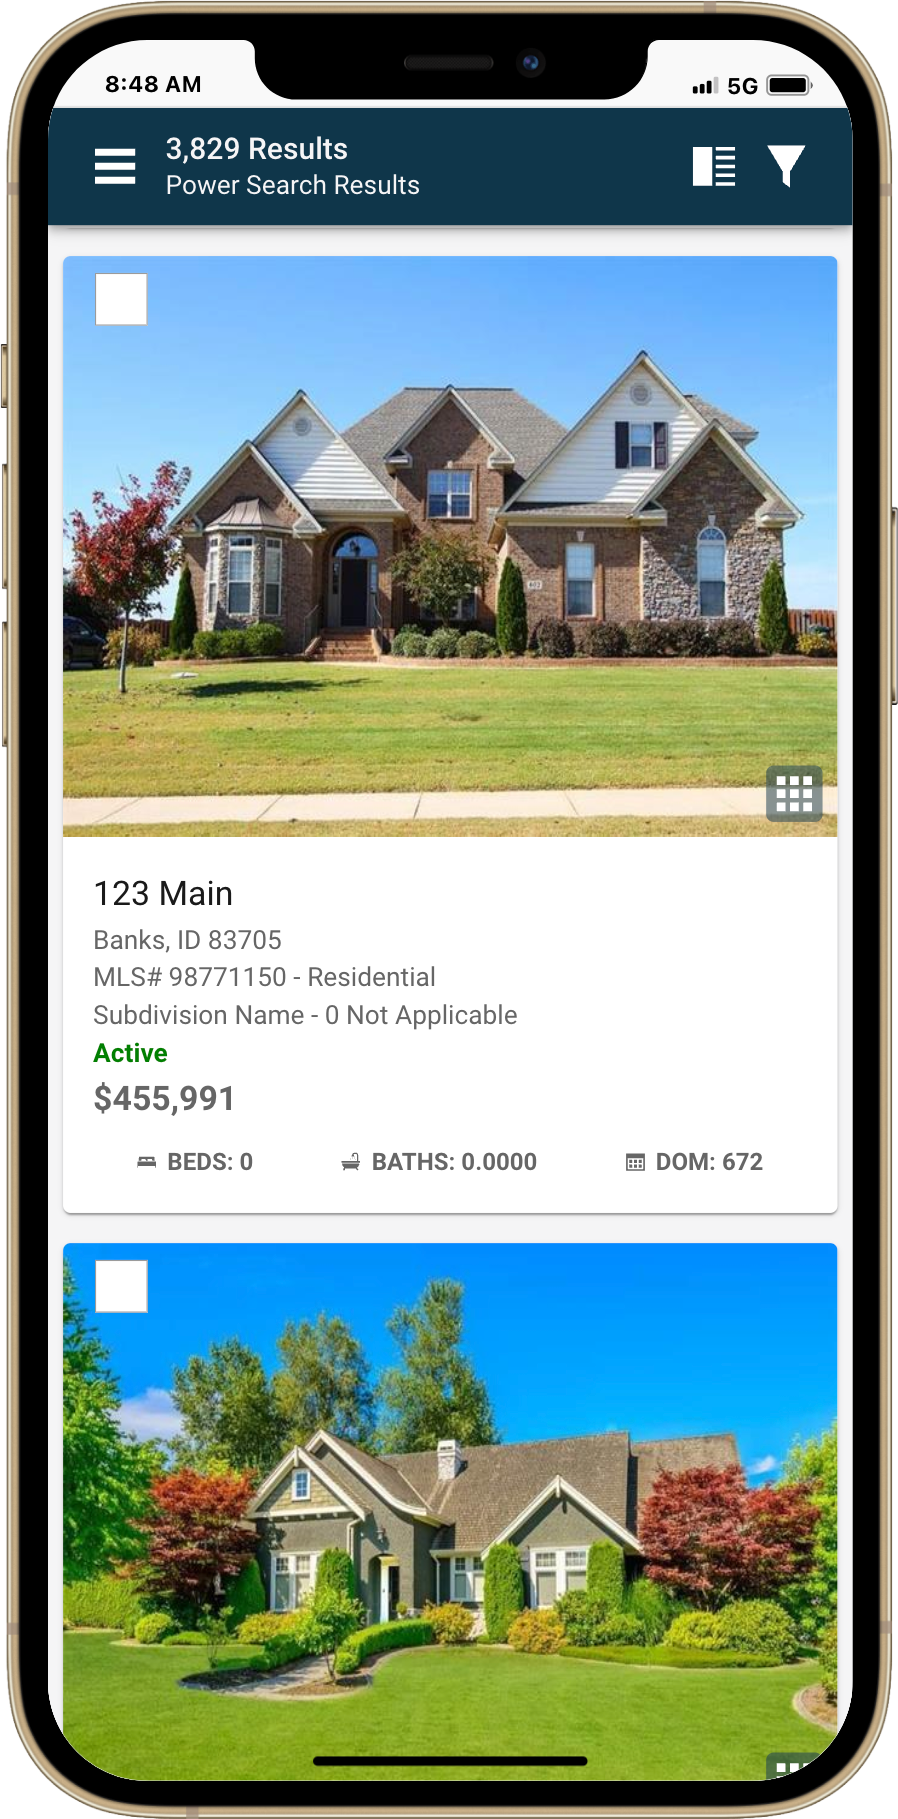 8:48 AM
5G
3,829 Results
Power Search Results
123 Main
Banks, ID 83705
MLS# 98771150 - Residential
Subdivision Name - 0 Not Applicable
Active
$455,991
BEDS: 0
BATHS: 0.0000
DOM: 672